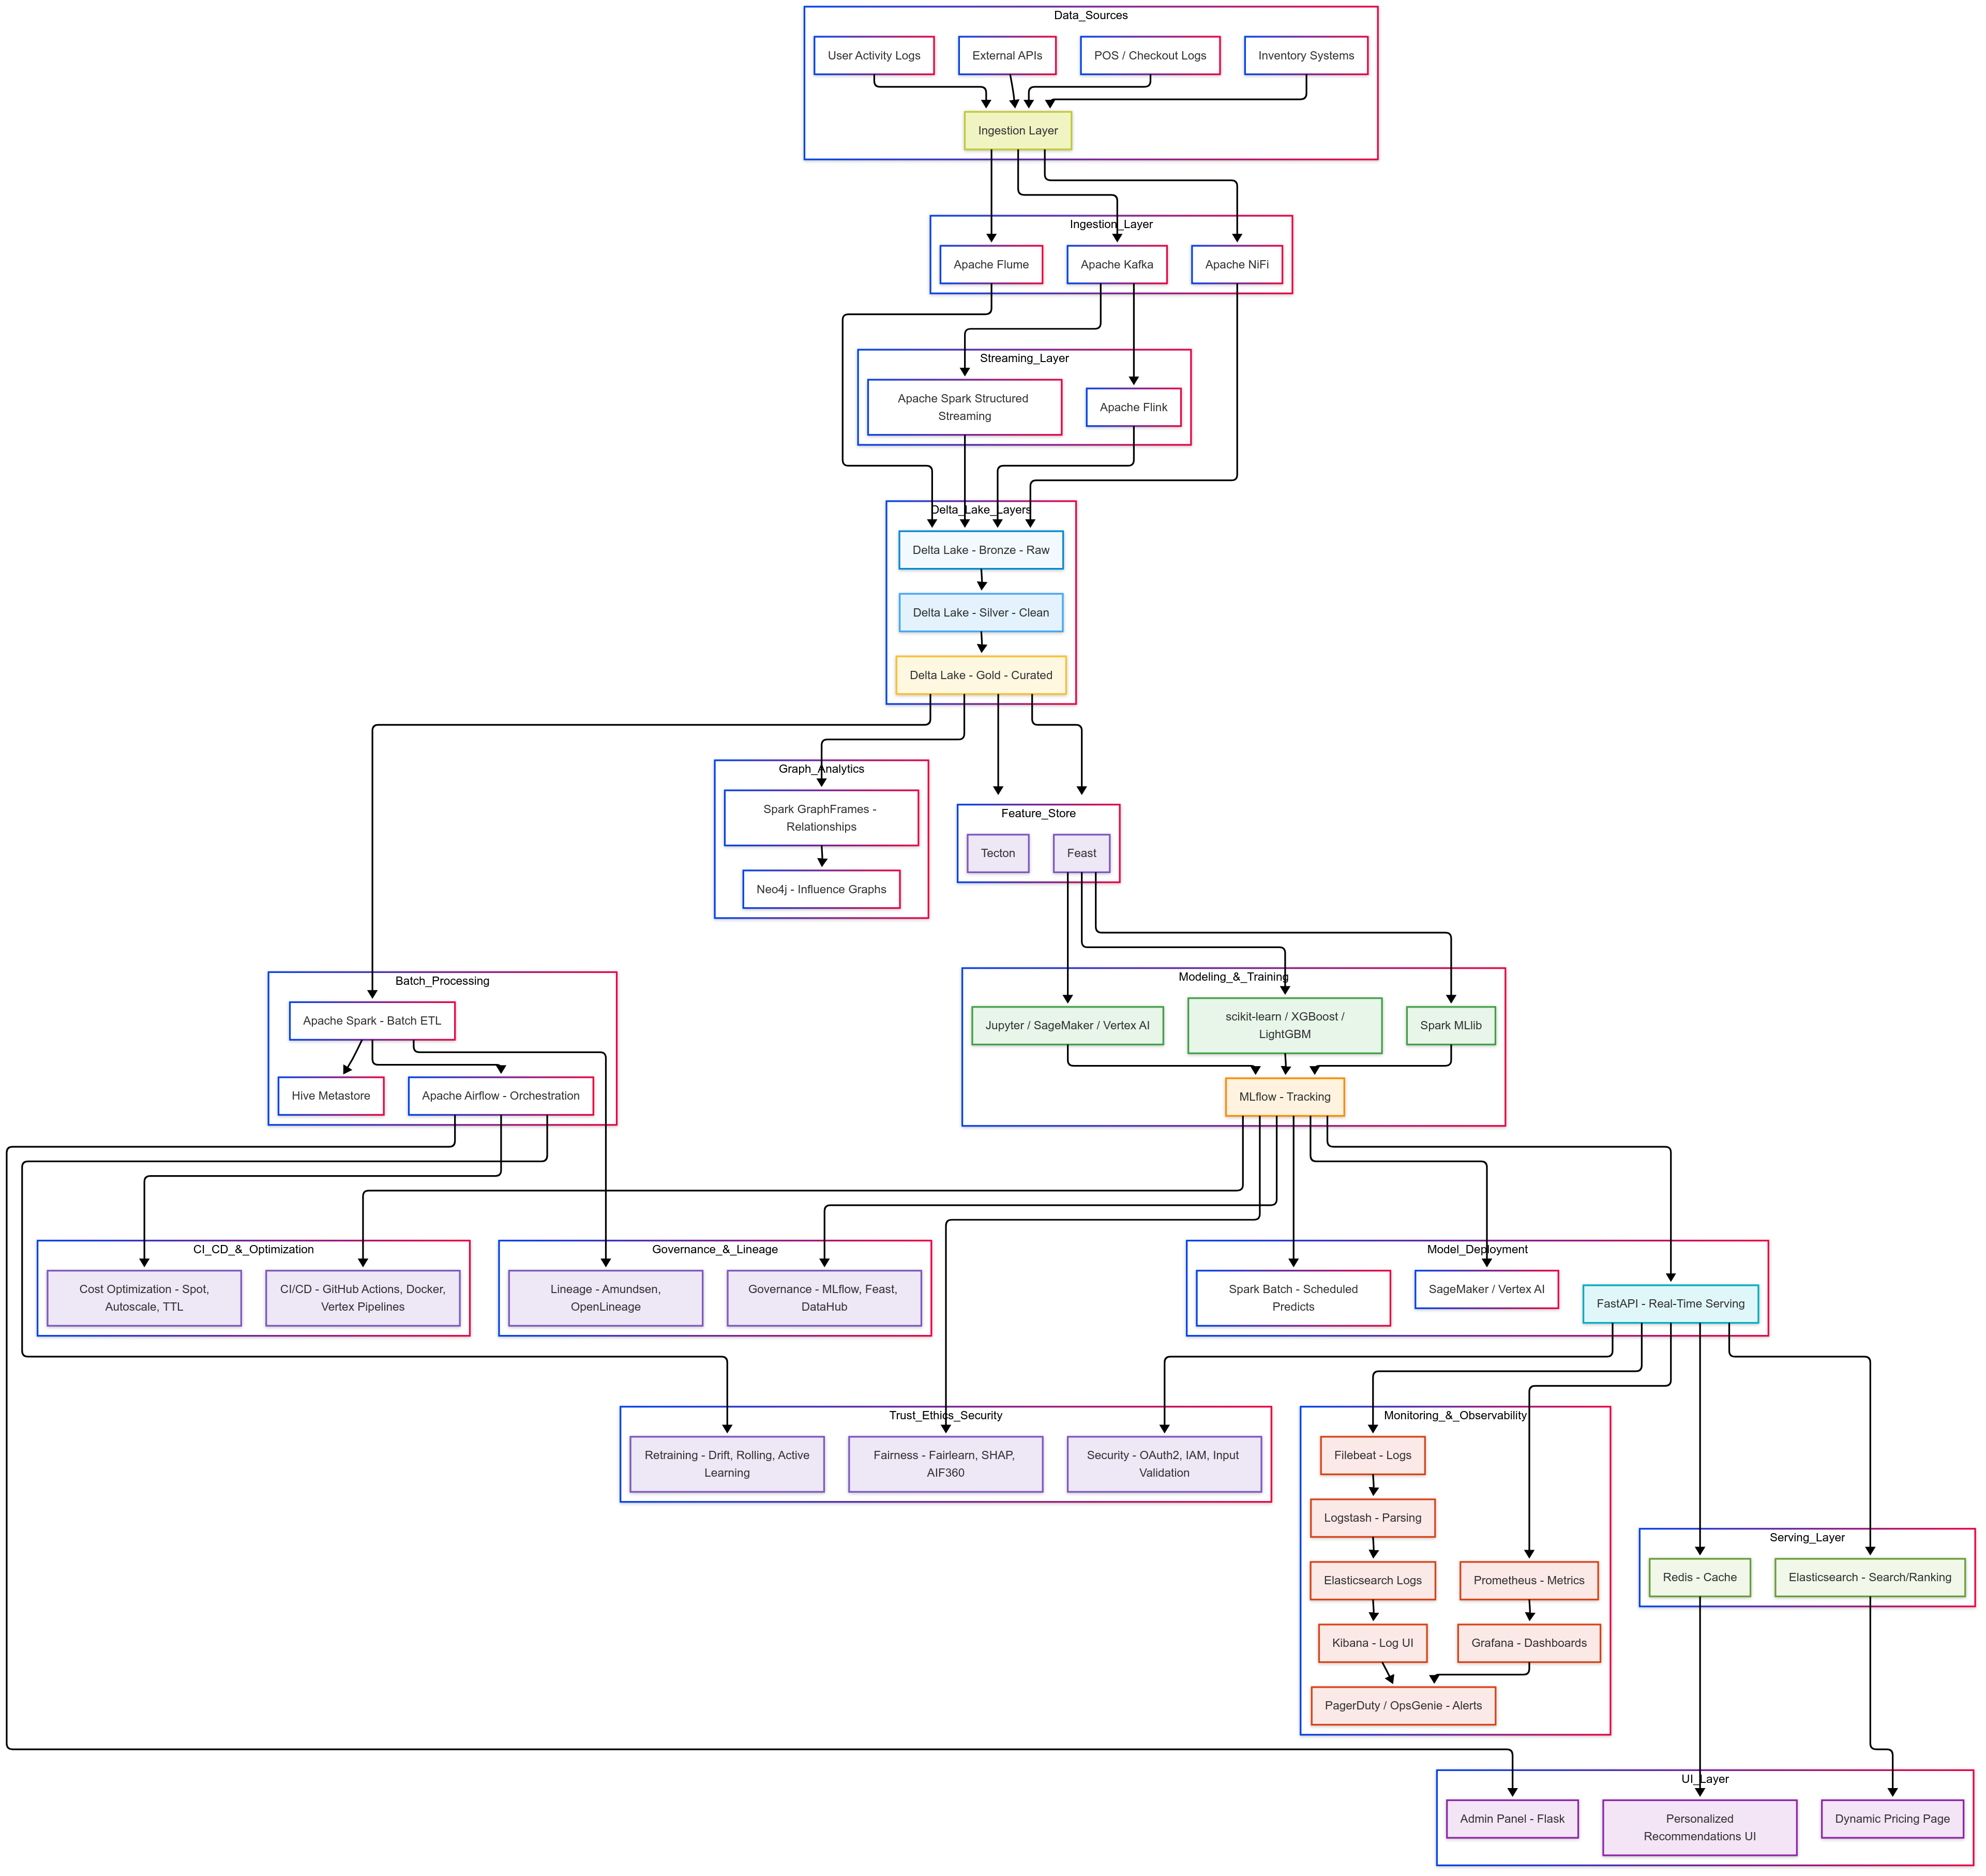 Data_Sources
User Activity Logs
External APIs
POS / Checkout Logs
Inventory Systems
Ingestion Layer
Ingestion_Layer
Apache Flume
Apache Kafka
Apache NiFi
Streaming_Layer
Apache Spark Structured
Streaming
Apache Flink
Delta_Lake_Layers
Delta Lake - Bronze - Raw
Delta Lake - Silver - Clean
Delta Lake - Gold - Curated
Graph_Analytics
Spark GraphFrames -
Relationships
Neo4j - Influence Graphs
Feature_Store
Tecton
Feast
Batch_Processing
Apache Spark - Batch ETL
Hive Metastore
Apache Airflow - Orchestration
Modeling_&_Training
Jupyter / SageMaker / Vertex AI
scikit-learn / XGBoost /
LightGBM
Spark MLlib
MLflow - Tracking
CI_CD_&_Optimization
Cost Optimization - Spot,
Autoscale, TTL
CI/CD - GitHub Actions, Docker,
Vertex Pipelines
Governance_&_Lineage
Lineage - Amundsen,
OpenLineage
Governance - MLflow, Feast,
DataHub
Model_Deployment
Spark Batch - Scheduled
Predicts
SageMaker / Vertex AI
FastAPI - Real-Time Serving
Trust_Ethics_Security
Retraining - Drift, Rolling, Active
Learning
Fairness - Fairlearn, SHAP,
AIF360
Security - OAuth2, IAM, Input
Validation
Monitoring_&_Observability
Filebeat - Logs
Logstash - Parsing
Elasticsearch Logs
Prometheus - Metrics
Kibana - Log UI
Grafana - Dashboards
PagerDuty / OpsGenie - Alerts
Serving_Layer
Redis - Cache
Elasticsearch - Search/Ranking
UI_Layer
Admin Panel - Flask
Personalized
Recommendations UI
Dynamic Pricing Page